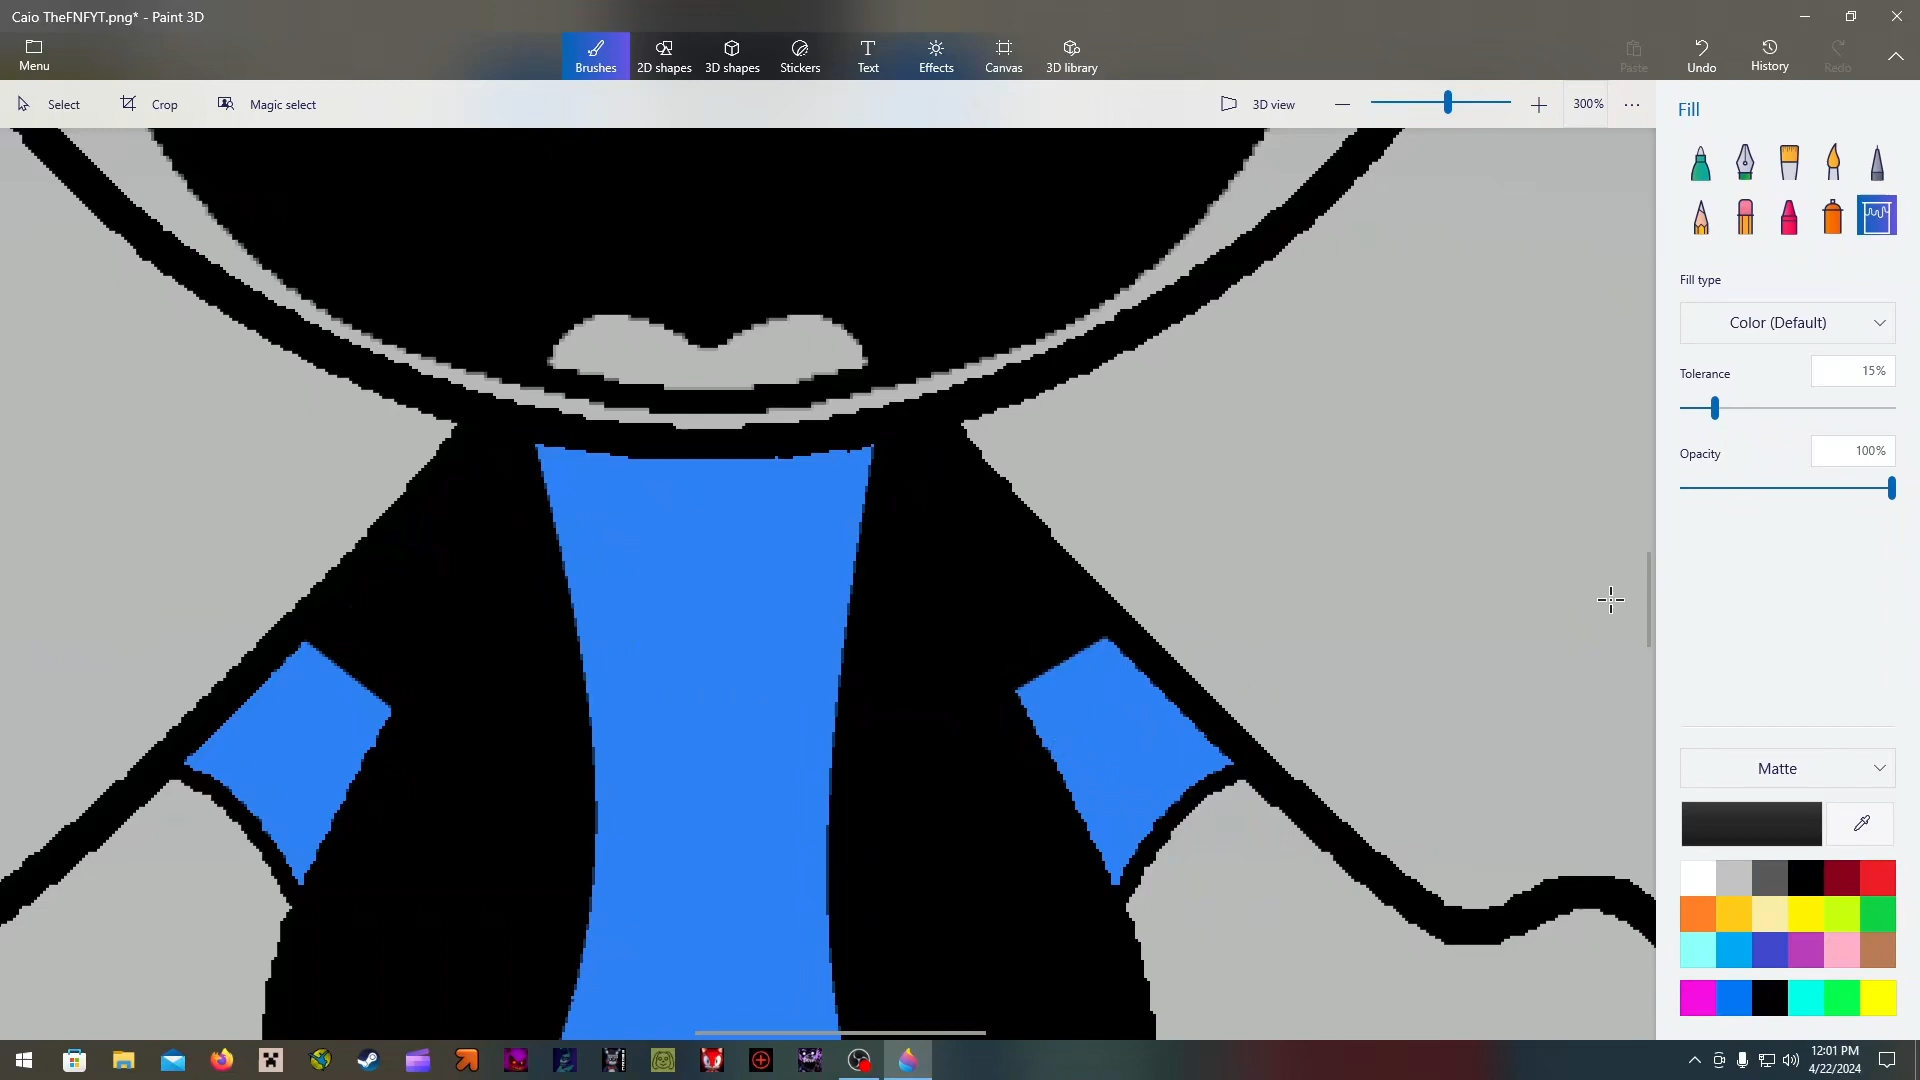 Caio TheFNFYT.png* - Paint 3D
Menu
Brushes
2D shapes
3D shapes
Stickers
Text
Effects
Canvas
3D library
Paste
Undo
History
Redo
Select
Crop
Magic select
3D view
300%
Fill
Fill type
Color (Default)
Tolerance
15%
Opacity
100%
Matte
12:01 PM
4/22/2024